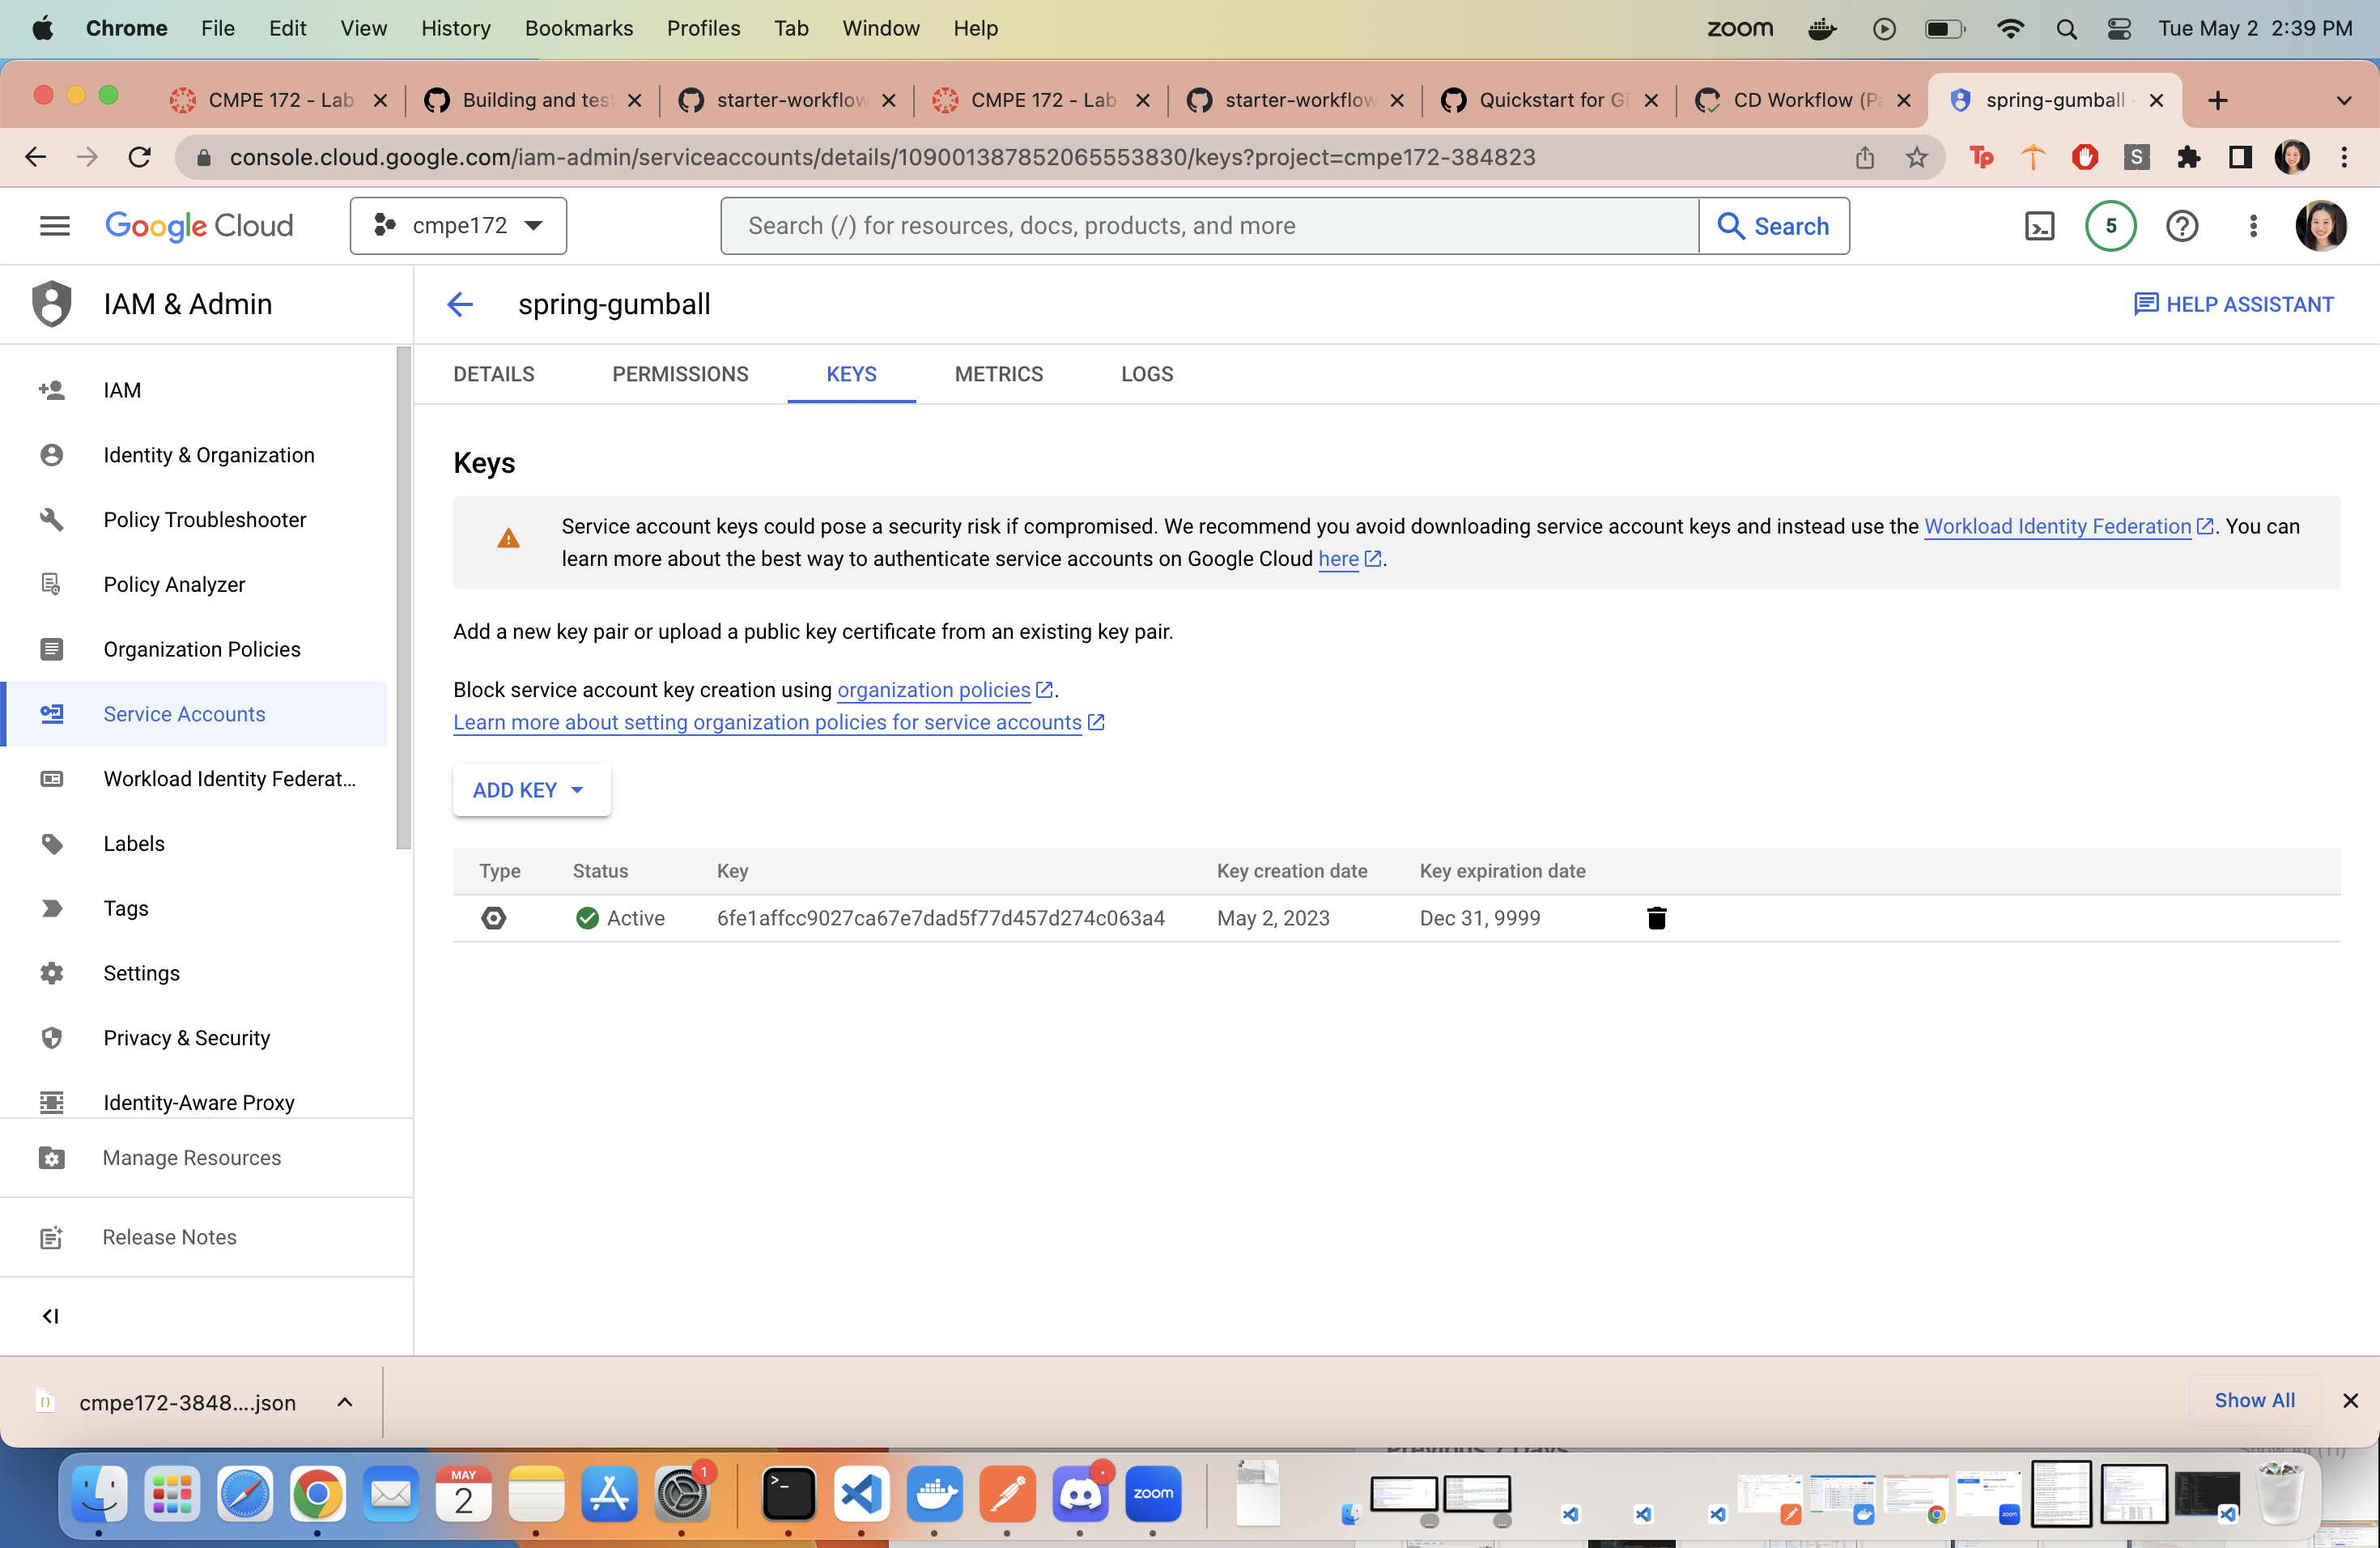 Chrome File Edit View History Bookmarks Profiles Tab Window Help zoom Tue May 2 2:39 PM
CMPE 172 - Lab Building and tes starter-workflow CMPE 172 - Lab starter-workflow Quickstart for Gi CD Workflow (Pa spring-gumball
console.cloud.google.com/iam-admin/serviceaccounts/details/109001387852065553830/keys?project=cmpe172-384823 Tp S
Google Cloud cmpe172 Search (/) for resources, docs, products, and more Search 5
IAM & Admin
spring-gumball
HELP ASSISTANT
DETAILS PERMISSIONS KEYS METRICS LOGS
IAM
Identity & Organization
Policy Troubleshooter
Policy Analyzer
Organization Policies
Service Accounts
Workload Identity Federat...
Labels
Tags
Settings
Privacy & Security
Identity-Aware Proxy
Manage Resources
Release Notes
Keys
Service account keys could pose a security risk if compromised. We recommend you avoid downloading service account keys and instead use the Workload Identity Federation. You can
learn more about the best way to authenticate service accounts on Google Cloud here.
Add a new key pair or upload a public key certificate from an existing key pair.
Block service account key creation using organization policies.
Learn more about setting organization policies for service accounts
ADD KEY
Type Status Key Key creation date Key expiration date
Active 6fe1affcc9027ca67e7dad5f77d457d274c063a4 May 2, 2023 Dec 31, 9999
cmpe172-3848....json Show All
Previous 7 Days Show All (11)
MAY
2
1
zoom